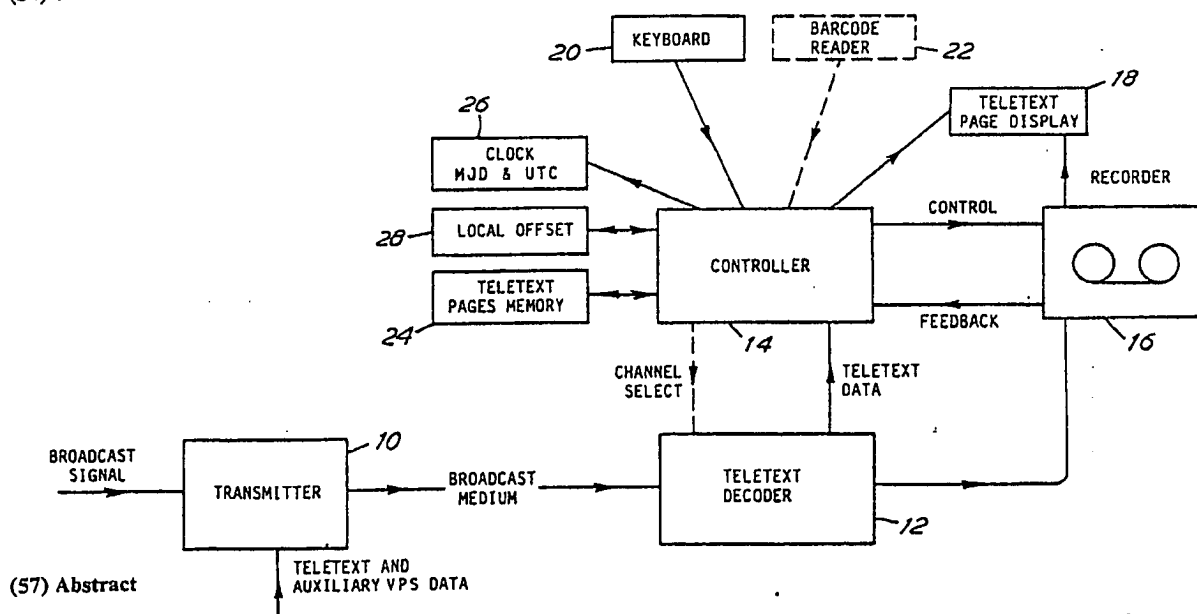 KEYBOARD
20
BARCODE
READER
22
18
TELETEXT
PAGE DISPLAY
26
CLOCK
MJD & UTC
RECORDER
CONTROL
28
LOCAL OFFSET
CONTROLLER
TELETEXT
PAGES MEMORY
24
14
FEEDBACK
16
CHANNEL
SELECT
TELETEXT
DATA
10
BROADCAST
SIGNAL
TRANSMITTER
BROADCAST
MEDIUM
TELETEXT
DECODER
12
TELETEXT AND
AUXILIARY VPS DATA
(57) Abstract